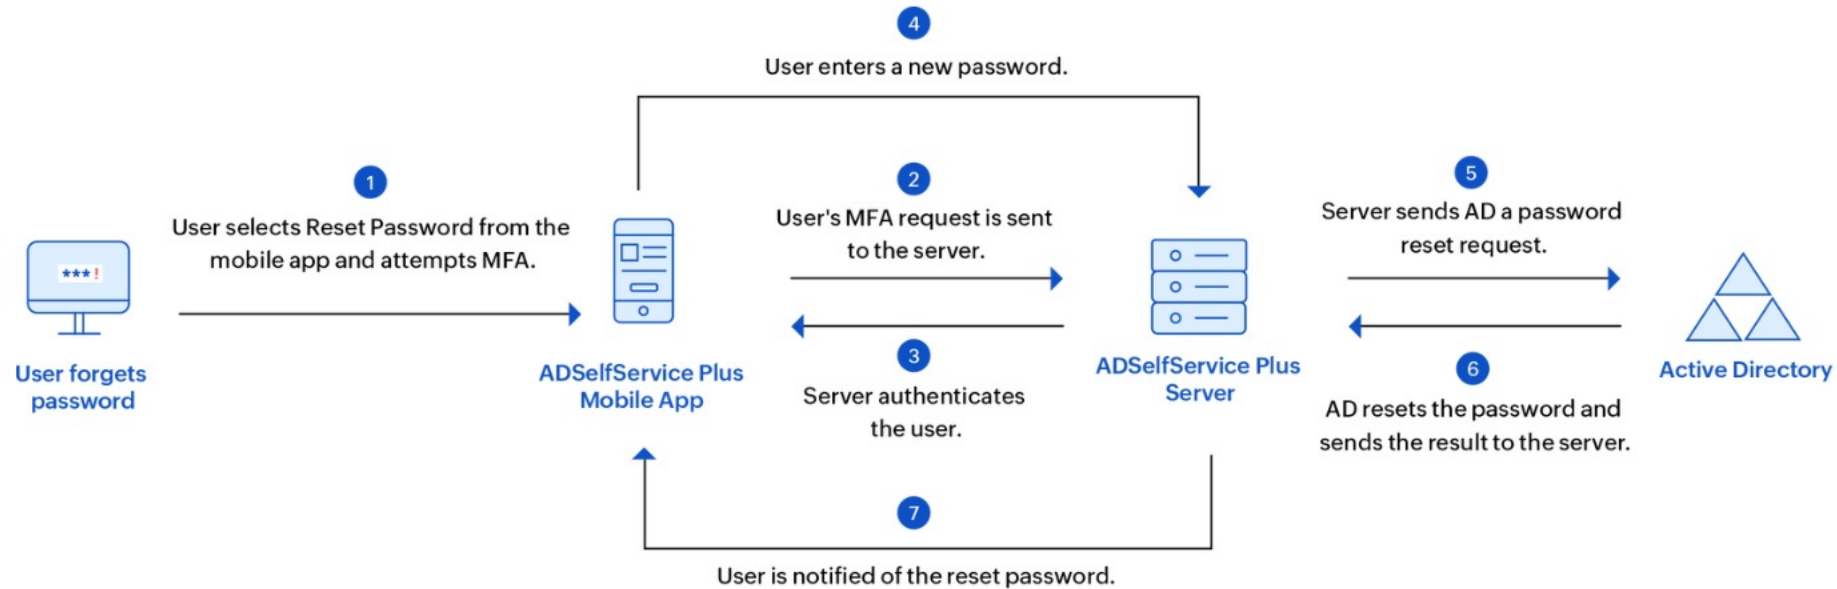 4
User enters a new password.
1
User selects Reset Password from the
mobile app and attempts MFA.
2
User's MFA request is sent
to the server.
5
Server sends AD a password
reset request.
***!
User forgets
password
ADSelfService Plus
Mobile App
3
Server authenticates
the user.
ADSelfService Plus
Server
6
AD resets the password and
sends the result to the server.
Active Directory
7
User is notified of the reset password.